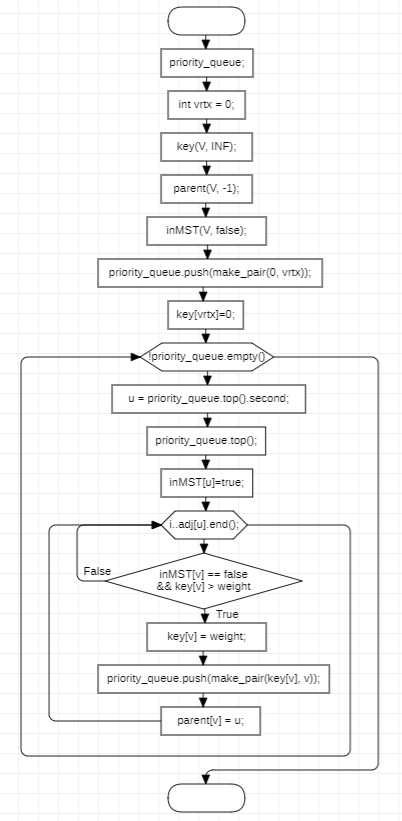 priority_queue;
int vrtx = 0;
key(V, INF);
parent(V, -1);
inMST(V, false);
priority_queue.push(make_pair(0, vrtx));
key[vrtx]=0;
!priority_queue.empty()
u = priority_queue.top().second;
priority_queue.top();
inMST[u]=true;
i..adj[u].end();
False
inMST[v] == false
&& key[v] > weight
True
key[v] = weight;
priority_queue.push(make_pair(key[v], v));
parent[v] = u;